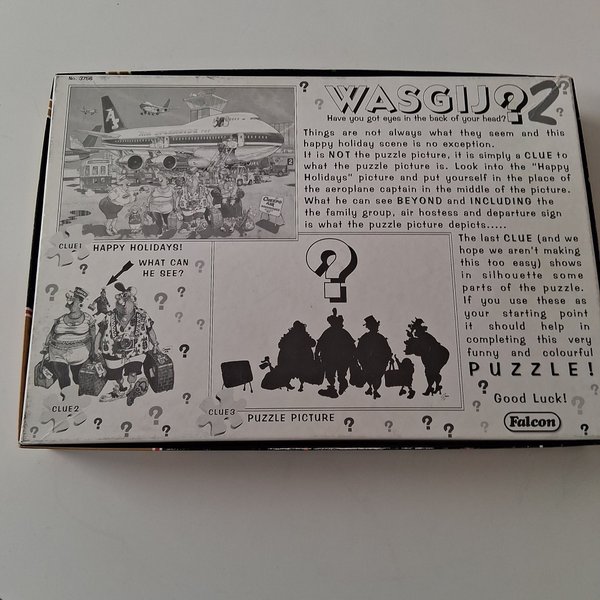 No. 3756
WASGIJ? 2
Have you got eyes in the back of your head?
Things are not always what they seem and this
happy holiday scene is no exception.
It is NOT the puzzle picture, it is simply a CLUE to
what the puzzle picture is. Look into the "Happy
Holidays" picture and put yourself in the place of
the aeroplane captain in the middle of the picture.
What he can see BEYOND and INCLUDING the
the family group, air hostess and departure sign
is what the puzzle picture depicts.....
CLUE1 HAPPY HOLIDAYS!
WHAT CAN
HE SEE?
The last CLUE (and we
hope we aren't making
this too easy) shows
in silhouette some
parts of the puzzle.
If you use these as
your starting point
it should help in
completing this very
funny and colourful
PUZZLE!
Good Luck!
CLUE2
CLUE3 PUZZLE PICTURE
Falcon